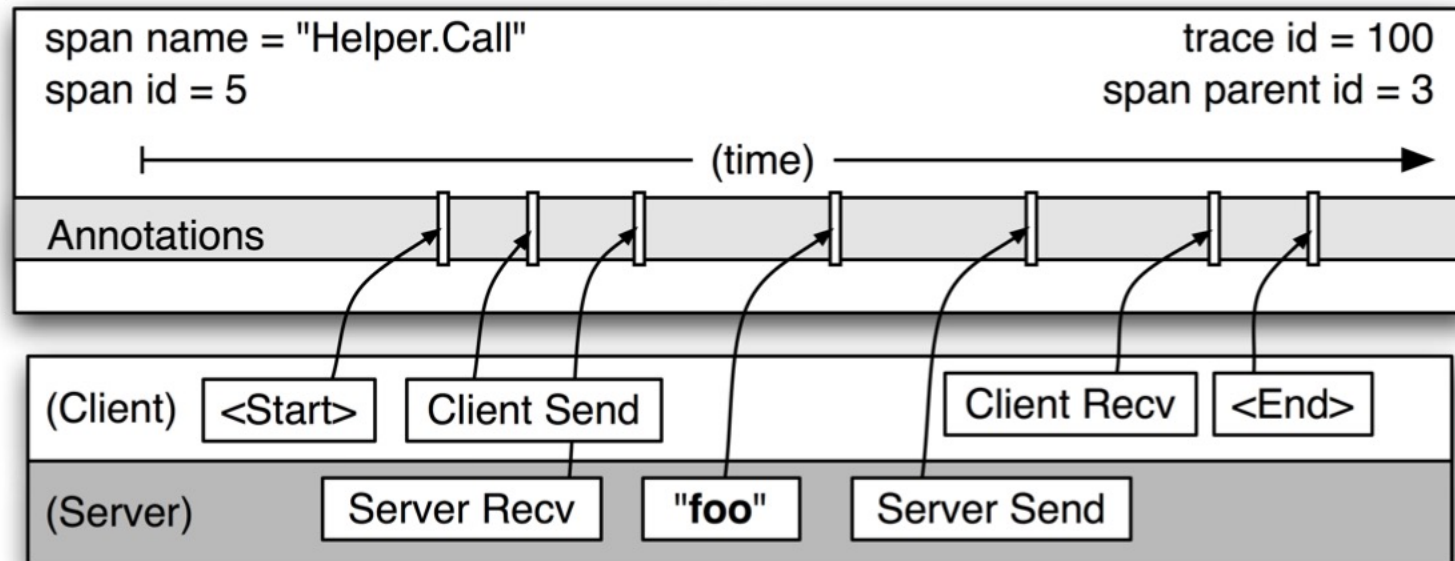 span name = "Helper.Call"
trace id = 100
span id = 5
span parent id = 3
(time)
Annotations
(Client)
<Start>
Client Send
Client Recv
<End>
(Server)
Server Recv
"foo"
Server Send